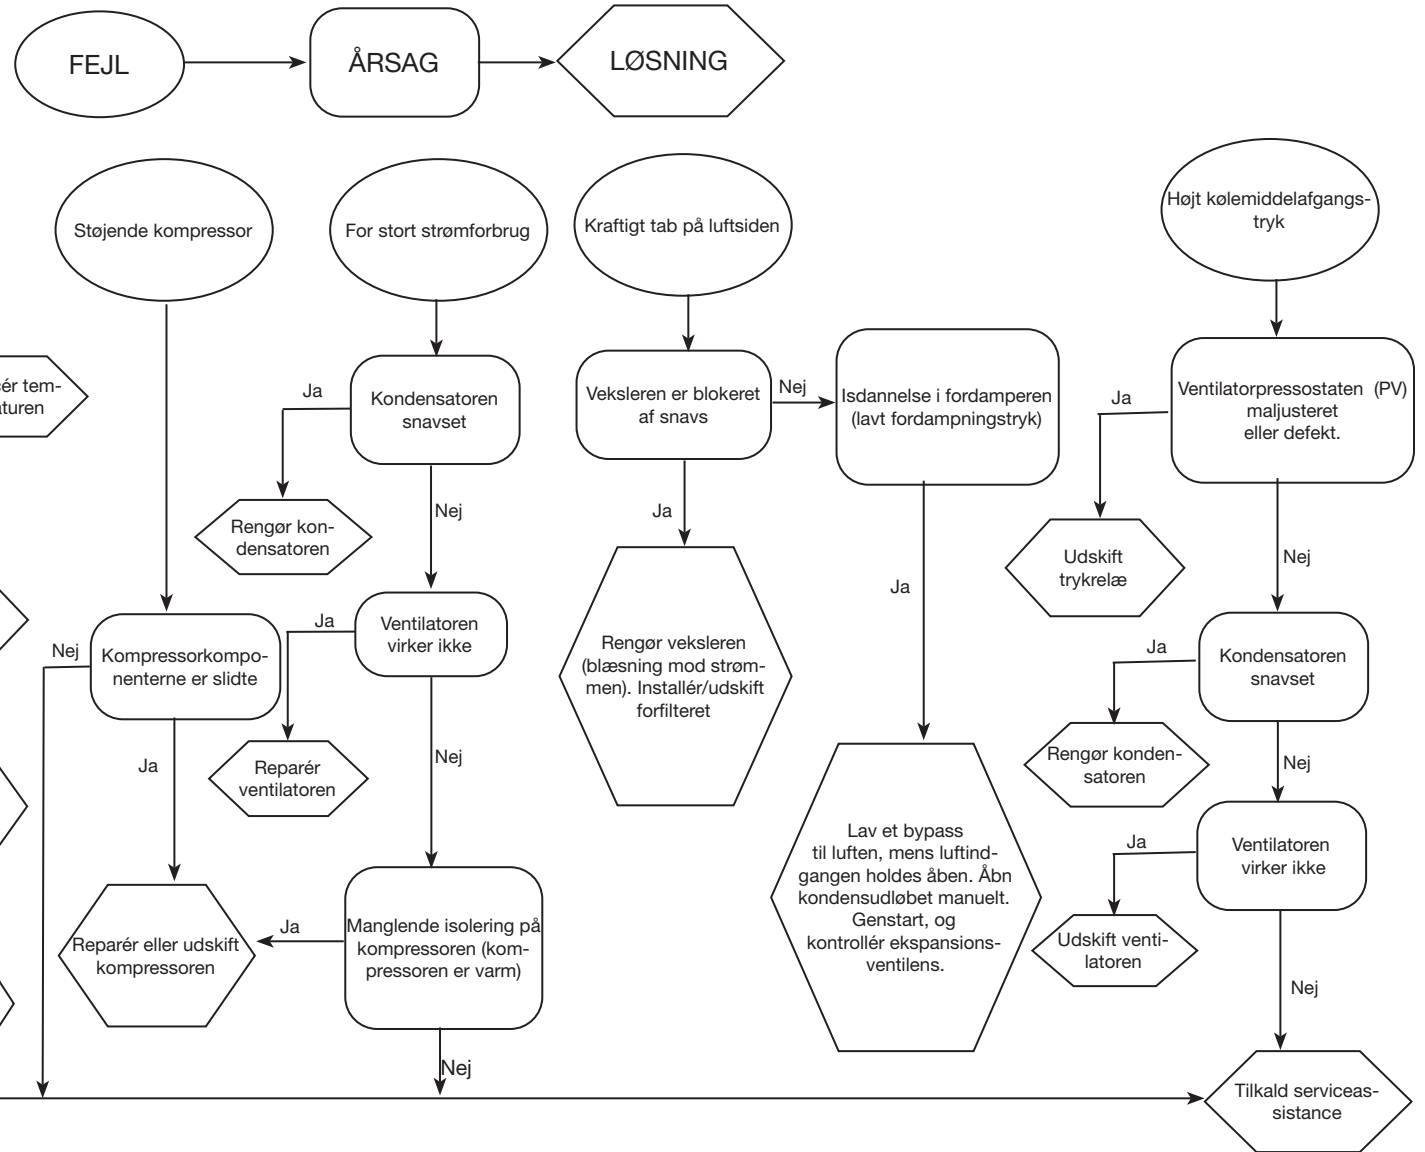 FEJL
ÅRSAG
LØSNING
Støjende kompressor
For stort strømforbrug
Kraftigt tab på luftsiden
Højt kølemiddelafgangs-
tryk
Ja
Kondensatoren
snavset
Veksleren er blokeret
af snavs
Nej
Isdannelse i fordamperen
(lavt fordampningstryk)
Ja
Ventilatorpressostaten (PV)
maljusteret
eller defekt.
Rengør kon-
densatoren
Nej
Ja
Udskift
trykrelæ
Nej
Ja
Nej
Kompressorkompo-
nenterne er slidte
Ja
Ventilatoren
virker ikke
Rengør veksleren
(blæsning mod strøm-
men). Installér/udskift
forfilteret
Ja
Kondensatoren
snavset
Ja
Reparér
ventilatoren
Nej
Rengør konden-
satoren
Nej
Lav et bypass
til luften, mens luftind-
gangen holdes åben. Åbn
kondensudløbet manuelt.
Genstart, og
kontrollér ekspansions-
ventilens.
Ja
Ventilatoren
virker ikke
Reparér eller udskift
kompressoren
Ja
Manglende isolering på
kompressoren (kom-
pressoren er varm)
Udskift venti-
latoren
Nej
Nej
Tilkald serviceas-
sistance